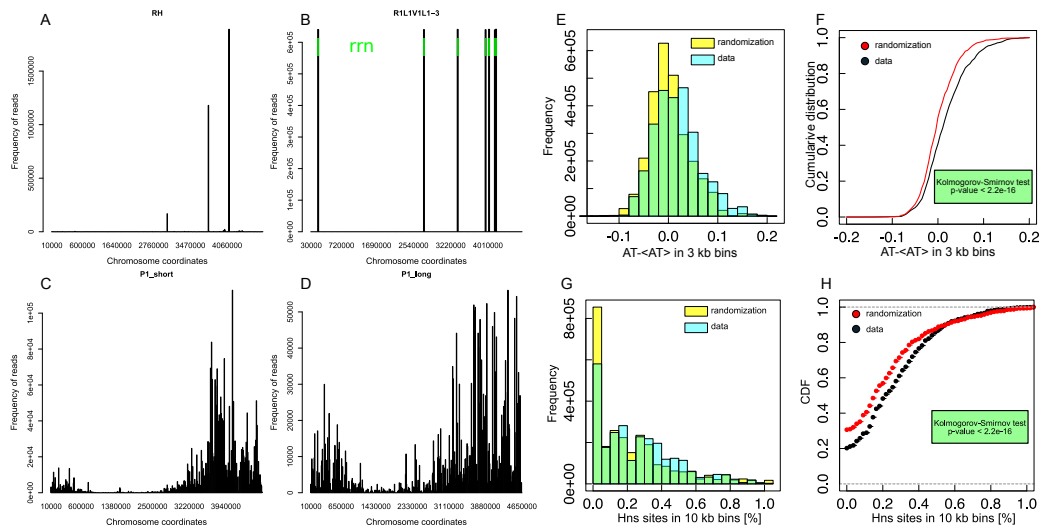 A
RH
Frequency of reads
0
500000
1000000
1500000
10000 600000 1640000 2760000 3470000 4660000
Chromosome coordinates
B
R1L1V1L1−3
rrn
Frequency of reads
0e+00
1e+05
2e+05
3e+05
4e+05
5e+05
6e+05
30000 720000 1690000 2540000 3220000 4010000
Chromosome coordinates
C
P1_short
Frequency of reads
0e+00
2e+04
4e+04
6e+04
8e+04
1e+05
10000 600000 1340000 2150000 2930000 3940000
Chromosome coordinates
D
P1_long
Frequency of reads
0
10000
20000
30000
40000
50000
10000 650000 1370000 2330000 3110000 3880000 4650000
Chromosome coordinates
E
randomization
data
Frequency
0e+00
2e+05
4e+05
6e+05
-0.1 0.0 0.1 0.2
AT-<AT> in 3 kb bins
F
randomization
data
Cumularive distribution
0.0
0.2
0.4
0.6
0.8
1.0
Kolmogorov-Smirnov test
p-value < 2.2e-16
-0.2 -0.1 0.0 0.1 0.2
AT-<AT> in 3 kb bins
G
randomization
data
Frequency
0e+00
4e+05
8e+05
0.0 0.2 0.4 0.6 0.8 1.0
Hns sites in 10 kb bins [%]
H
randomization
data
CDF
0.0
0.2
0.4
0.6
0.8
1.0
Kolmogorov-Smirnov test
p-value < 2.2e-16
0.0 0.2 0.4 0.6 0.8 1.0
Hns sites in 10 kb bins [%]